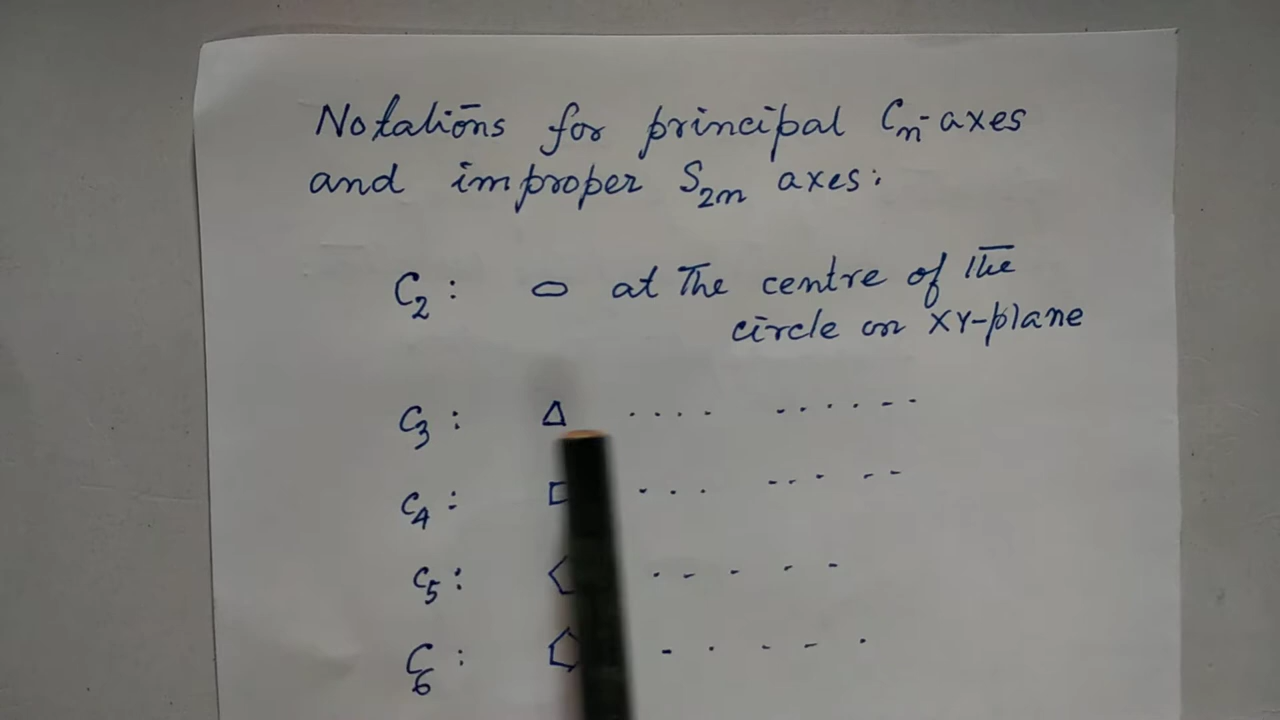 Notations for principal Cn-axes
and improper S2n axes:
C2: at the centre of the
circle on XY-plane
C3: .... ......
C4: ... .....
C5: .....
C6: .....